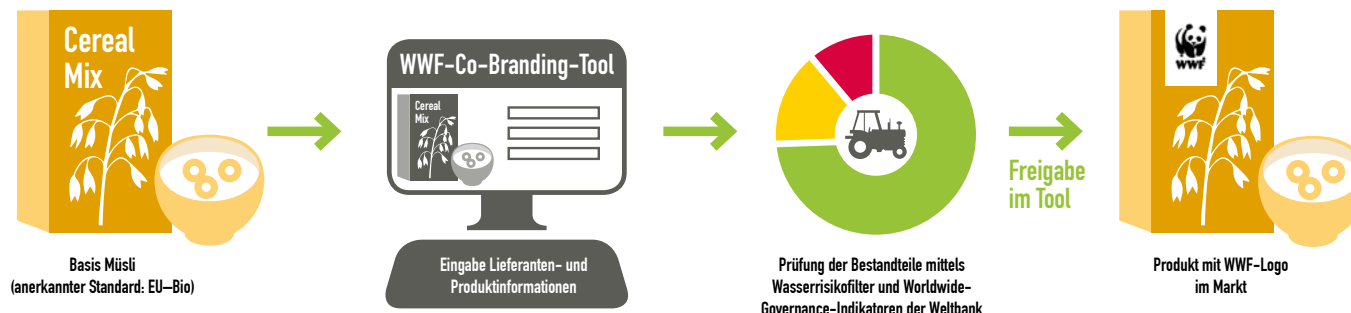 Cereal
Mix
WWF-Co-Branding-Tool
Cereal
Mix
Freigabe
im Tool
WWF
Basis Müsli
(anerkannter Standard: EU–Bio)
Eingabe Lieferanten- und
Produktinformationen
Prüfung der Bestandteile mittels
Wasserrisikofilter und Worldwide-
Governance-Indikatoren der Weltbank
Produkt mit WWF-Logo
im Markt